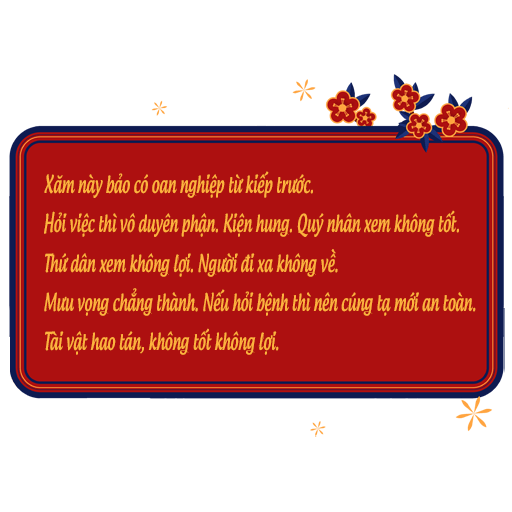 Xăm này bảo có oan nghiệp từ kiếp trước.
Hỏi việc thì vô duyên phận. Kiện hung. Quý nhân xem không tốt.
Thứ dân xem không lợi. Người đi xa không về.
Mưu vọng chẳng thành. Nếu hỏi bệnh thì nên cúng tạ mới an toàn.
Tài vật hao tán, không tốt không lợi.